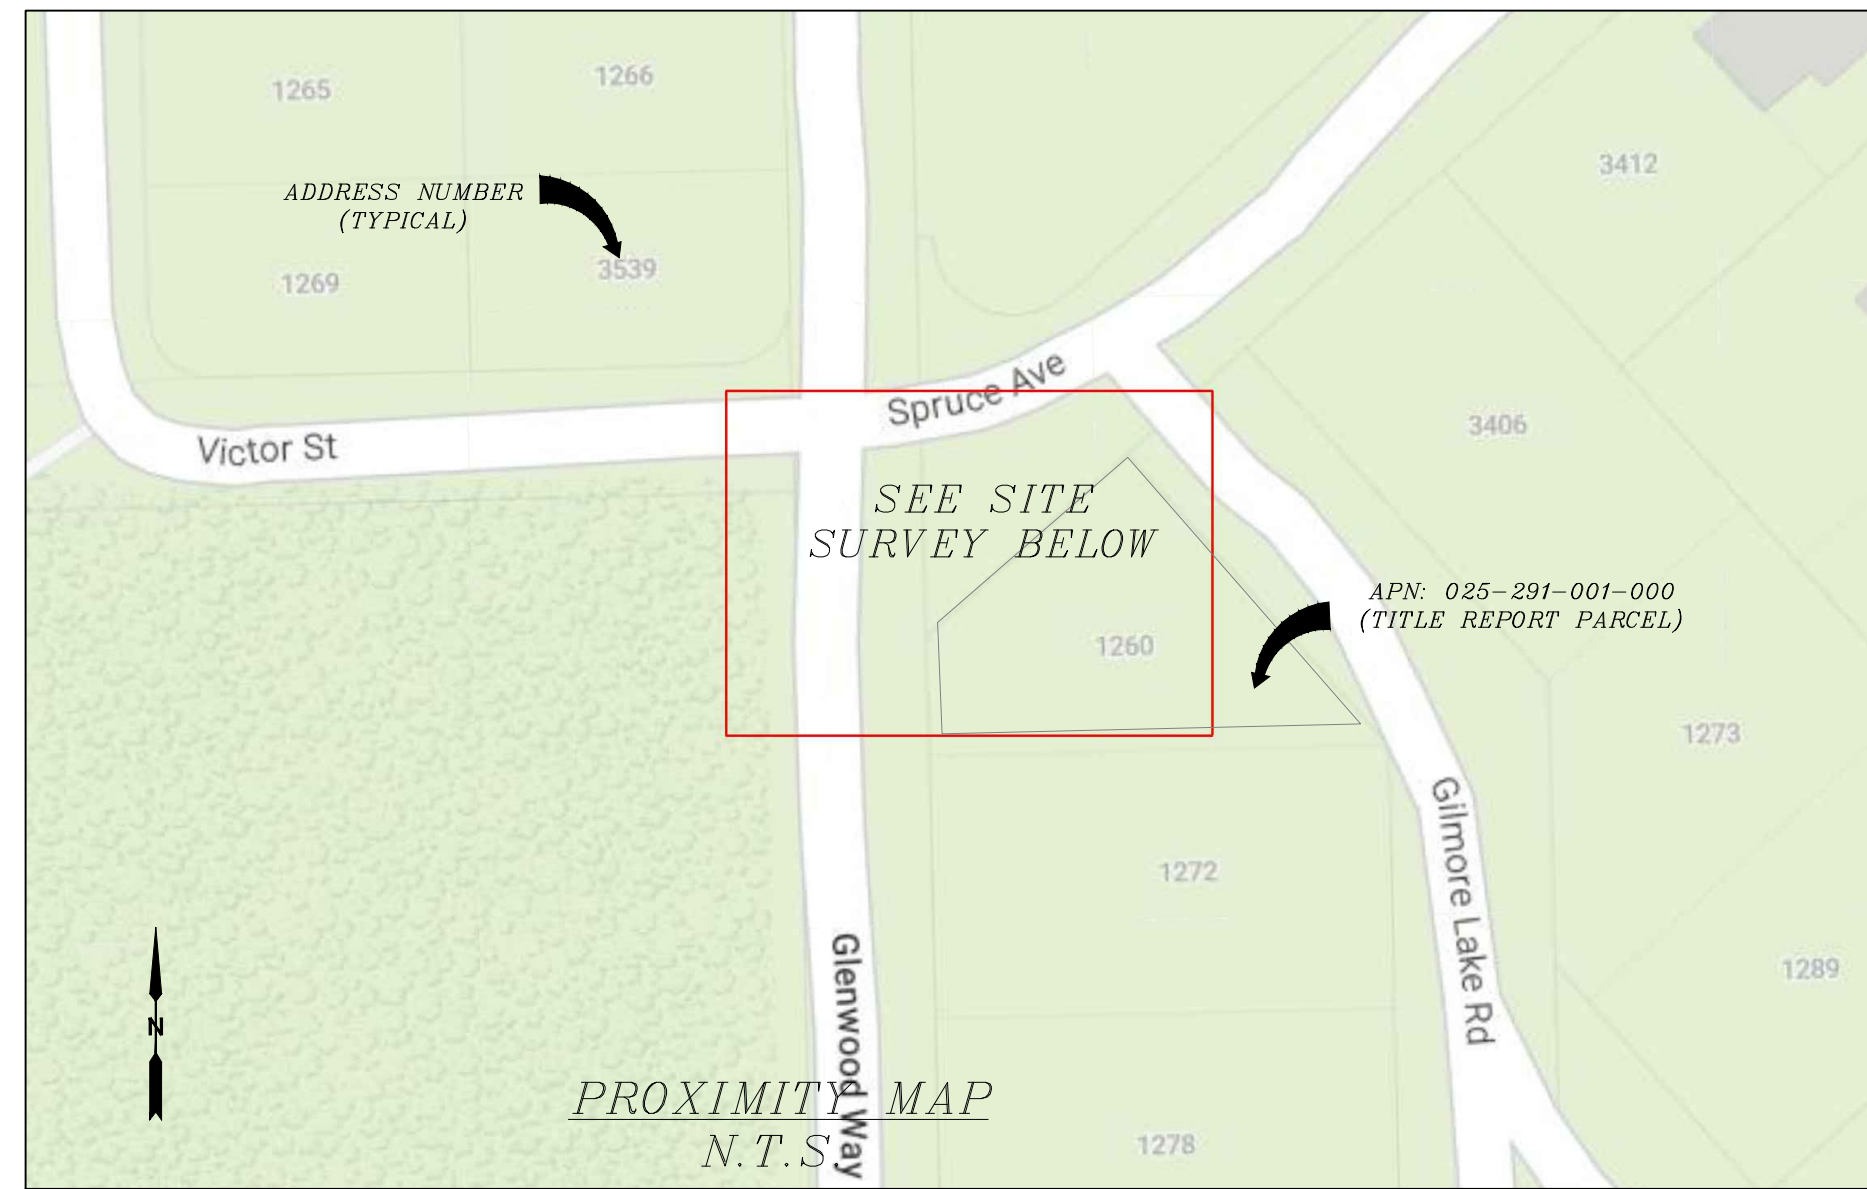 1265
1266
3412
ADDRESS NUMBER
(TYPICAL)
1269
3539
Spruce Ave
Victor St
3406
SEE SITE
SURVEY BELOW
APN: 025-291-001-000
(TITLE REPORT PARCEL)
1260
1273
Gilmore Lake Rd
1272
Glenwood Way
1289
N
PROXIMITY MAP
N.T.S.
1278